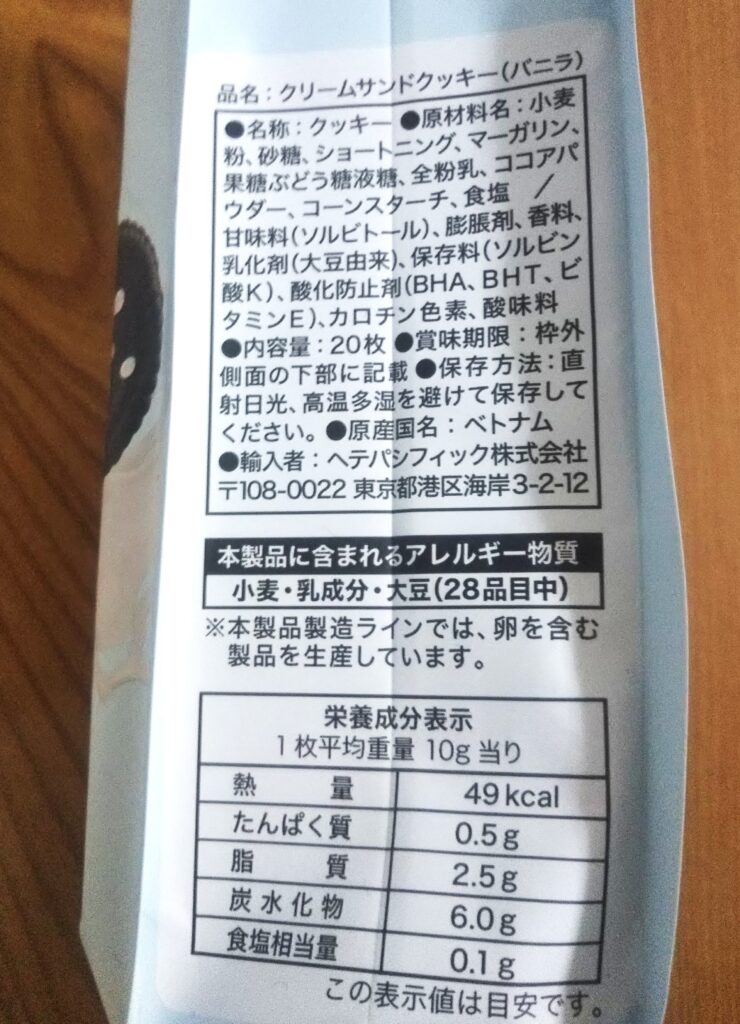 品名：クリームサンドクッキー（バニラ）
●名称：クッキー ●原材料名：小麦
粉、砂糖、ショートニング、マーガリン、
果糖ぶどう糖液糖、全粉乳、ココアパ
ウダー、コーンスターチ、食塩／
甘味料（ソルビトール）、膨脹剤、香料、
乳化剤（大豆由来）、保存料（ソルビン
酸K）、酸化防止剤（BHA、BHT、ビ
タミンE）、カロチン色素、酸味料
●内容量：20枚 ●賞味期限：枠外
側面の下部に記載 ●保存方法：直
射日光、高温多湿を避けて保存して
ください。●原産国名：ベトナム
●輸入者：ヘテパシフィック株式会社
〒108-0022 東京都港区海岸3-2-12
本製品に含まれるアレルギー物質
小麦・乳成分・大豆（28品目中）
※本製品製造ラインでは、卵を含む
製品を生産しています。
栄養成分表示
1枚平均重量 10g 当り
熱量 49kcal
たんぱく質 0.5g
脂質 2.5g
炭水化物 6.0g
食塩相当量 0.1g
この表示値は目安です。